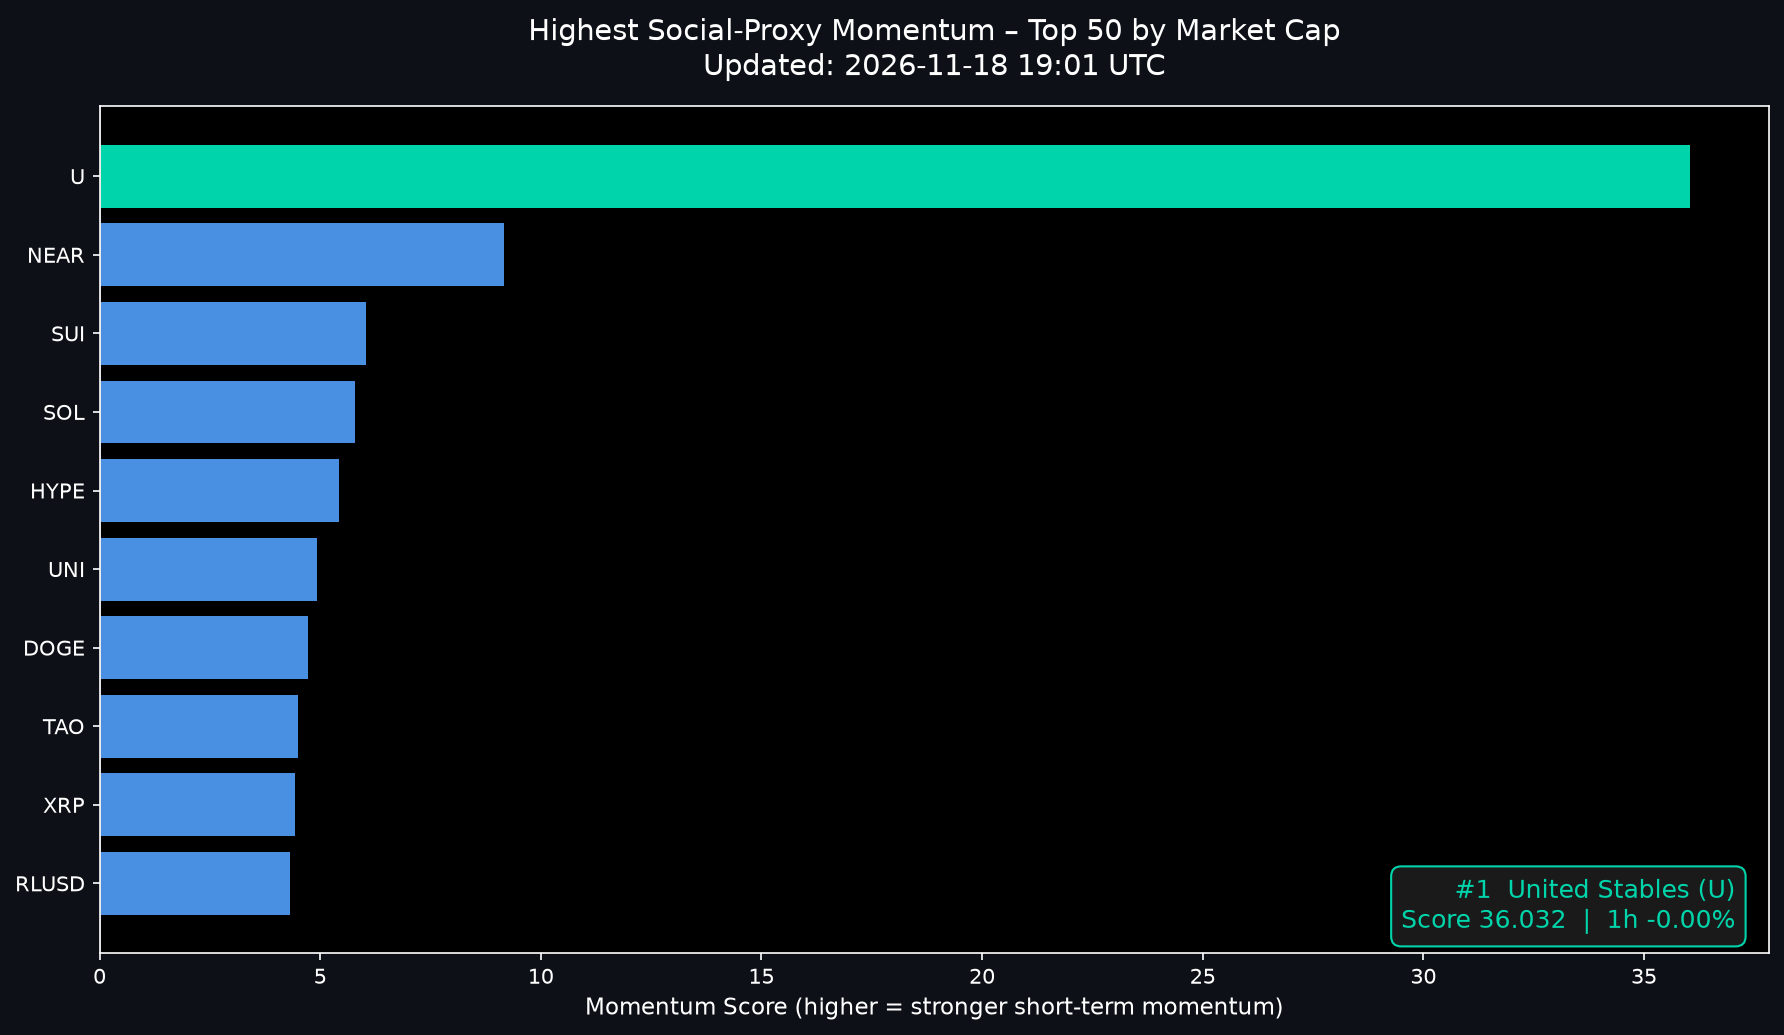 Highest Social-Proxy Momentum – Top 50 by Market Cap
Updated: 2026-11-18 19:01 UTC
U
NEAR
SUI
SOL
HYPE
UNI
DOGE
TAO
XRP
RLUSD
#1  United Stables (U)
Score 36.032  |  1h -0.00%
0 5 10 15 20 25 30 35
Momentum Score (higher = stronger short-term momentum)